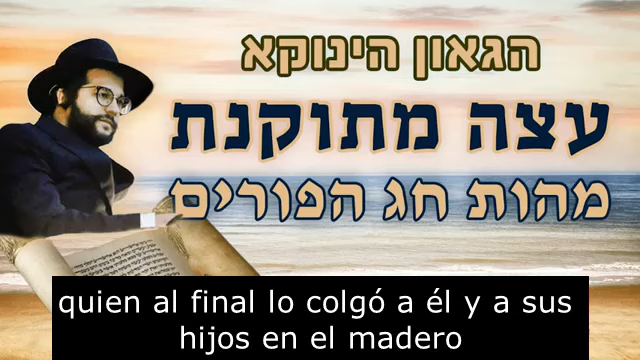 הגאון הינוקא
עצה מתוקנת
מהות חג הפורים
quien al final lo colgó a él y a sus
hijos en el madero